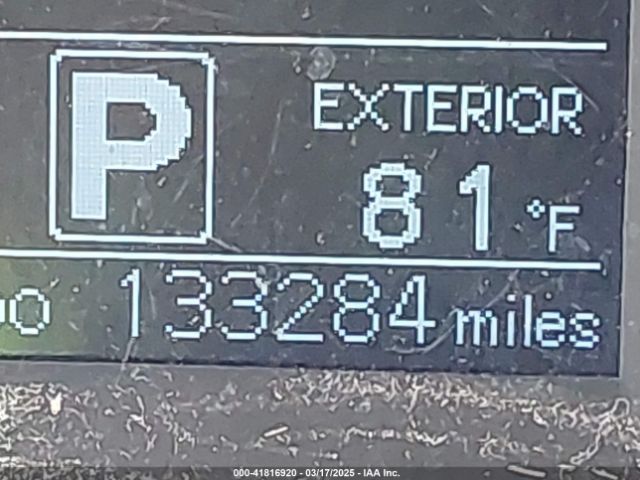 P
EXTERIOR
81 °F
133284 miles
000-41816920 - 03/17/2025 - IAA Inc.